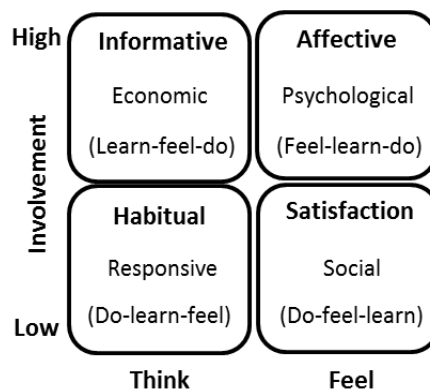 High
Informative
Economic
(Learn-feel-do)
Affective
Psychological
(Feel-learn-do)
Involvement
Habitual
Responsive
(Do-learn-feel)
Satisfaction
Social
(Do-feel-learn)
Low
Think
Feel